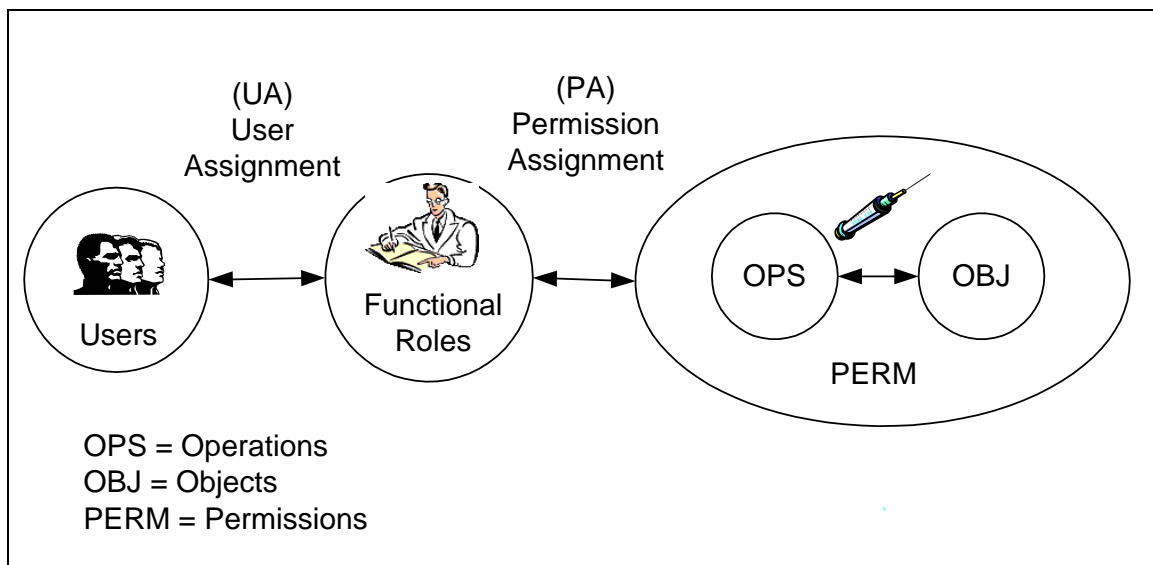 (UA)
User
Assignment
(PA)
Permission
Assignment
Users
Functional
Roles
OPS
OBJ
PERM
OPS = Operations
OBJ = Objects
PERM = Permissions